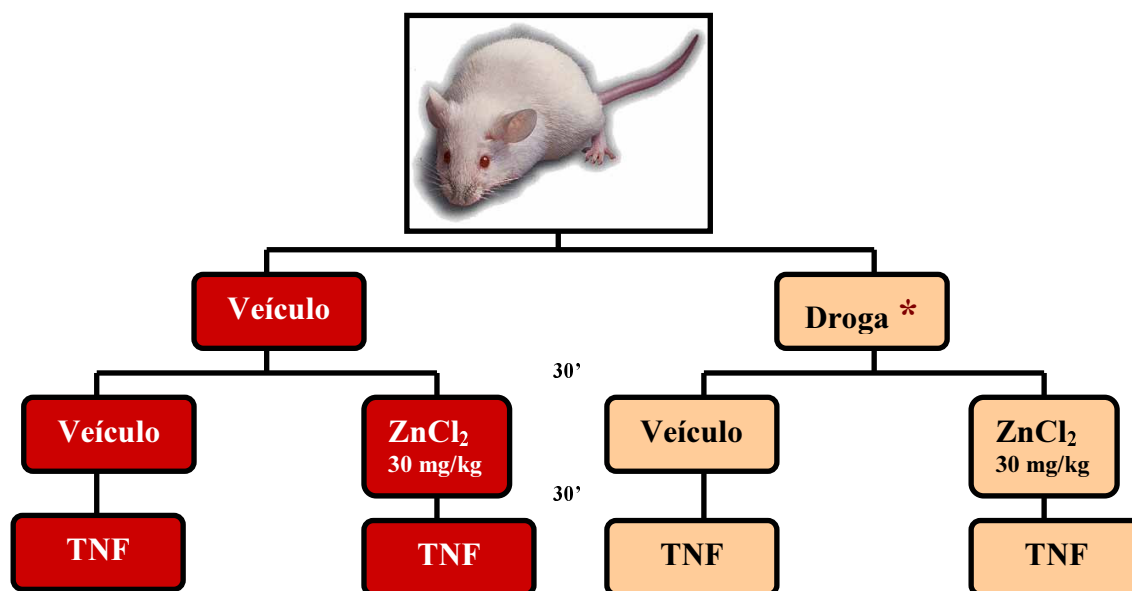 Veículo
Droga *
30’
Veículo
ZnCl₂
30 mg/kg
Veículo
ZnCl₂
30 mg/kg
30’
TNF
TNF
TNF
TNF